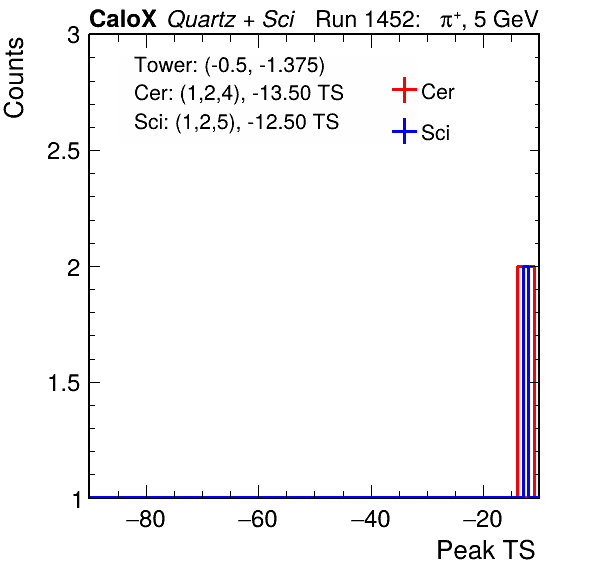 CaloX Quartz + Sci Run 1452: π⁺, 5 GeV
Counts
3
2.5
2
1.5
1
Tower: (-0.5, -1.375)
Cer: (1,2,4), -13.50 TS
Sci: (1,2,5), -12.50 TS
Cer
Sci
−80 −60 −40 −20
Peak TS